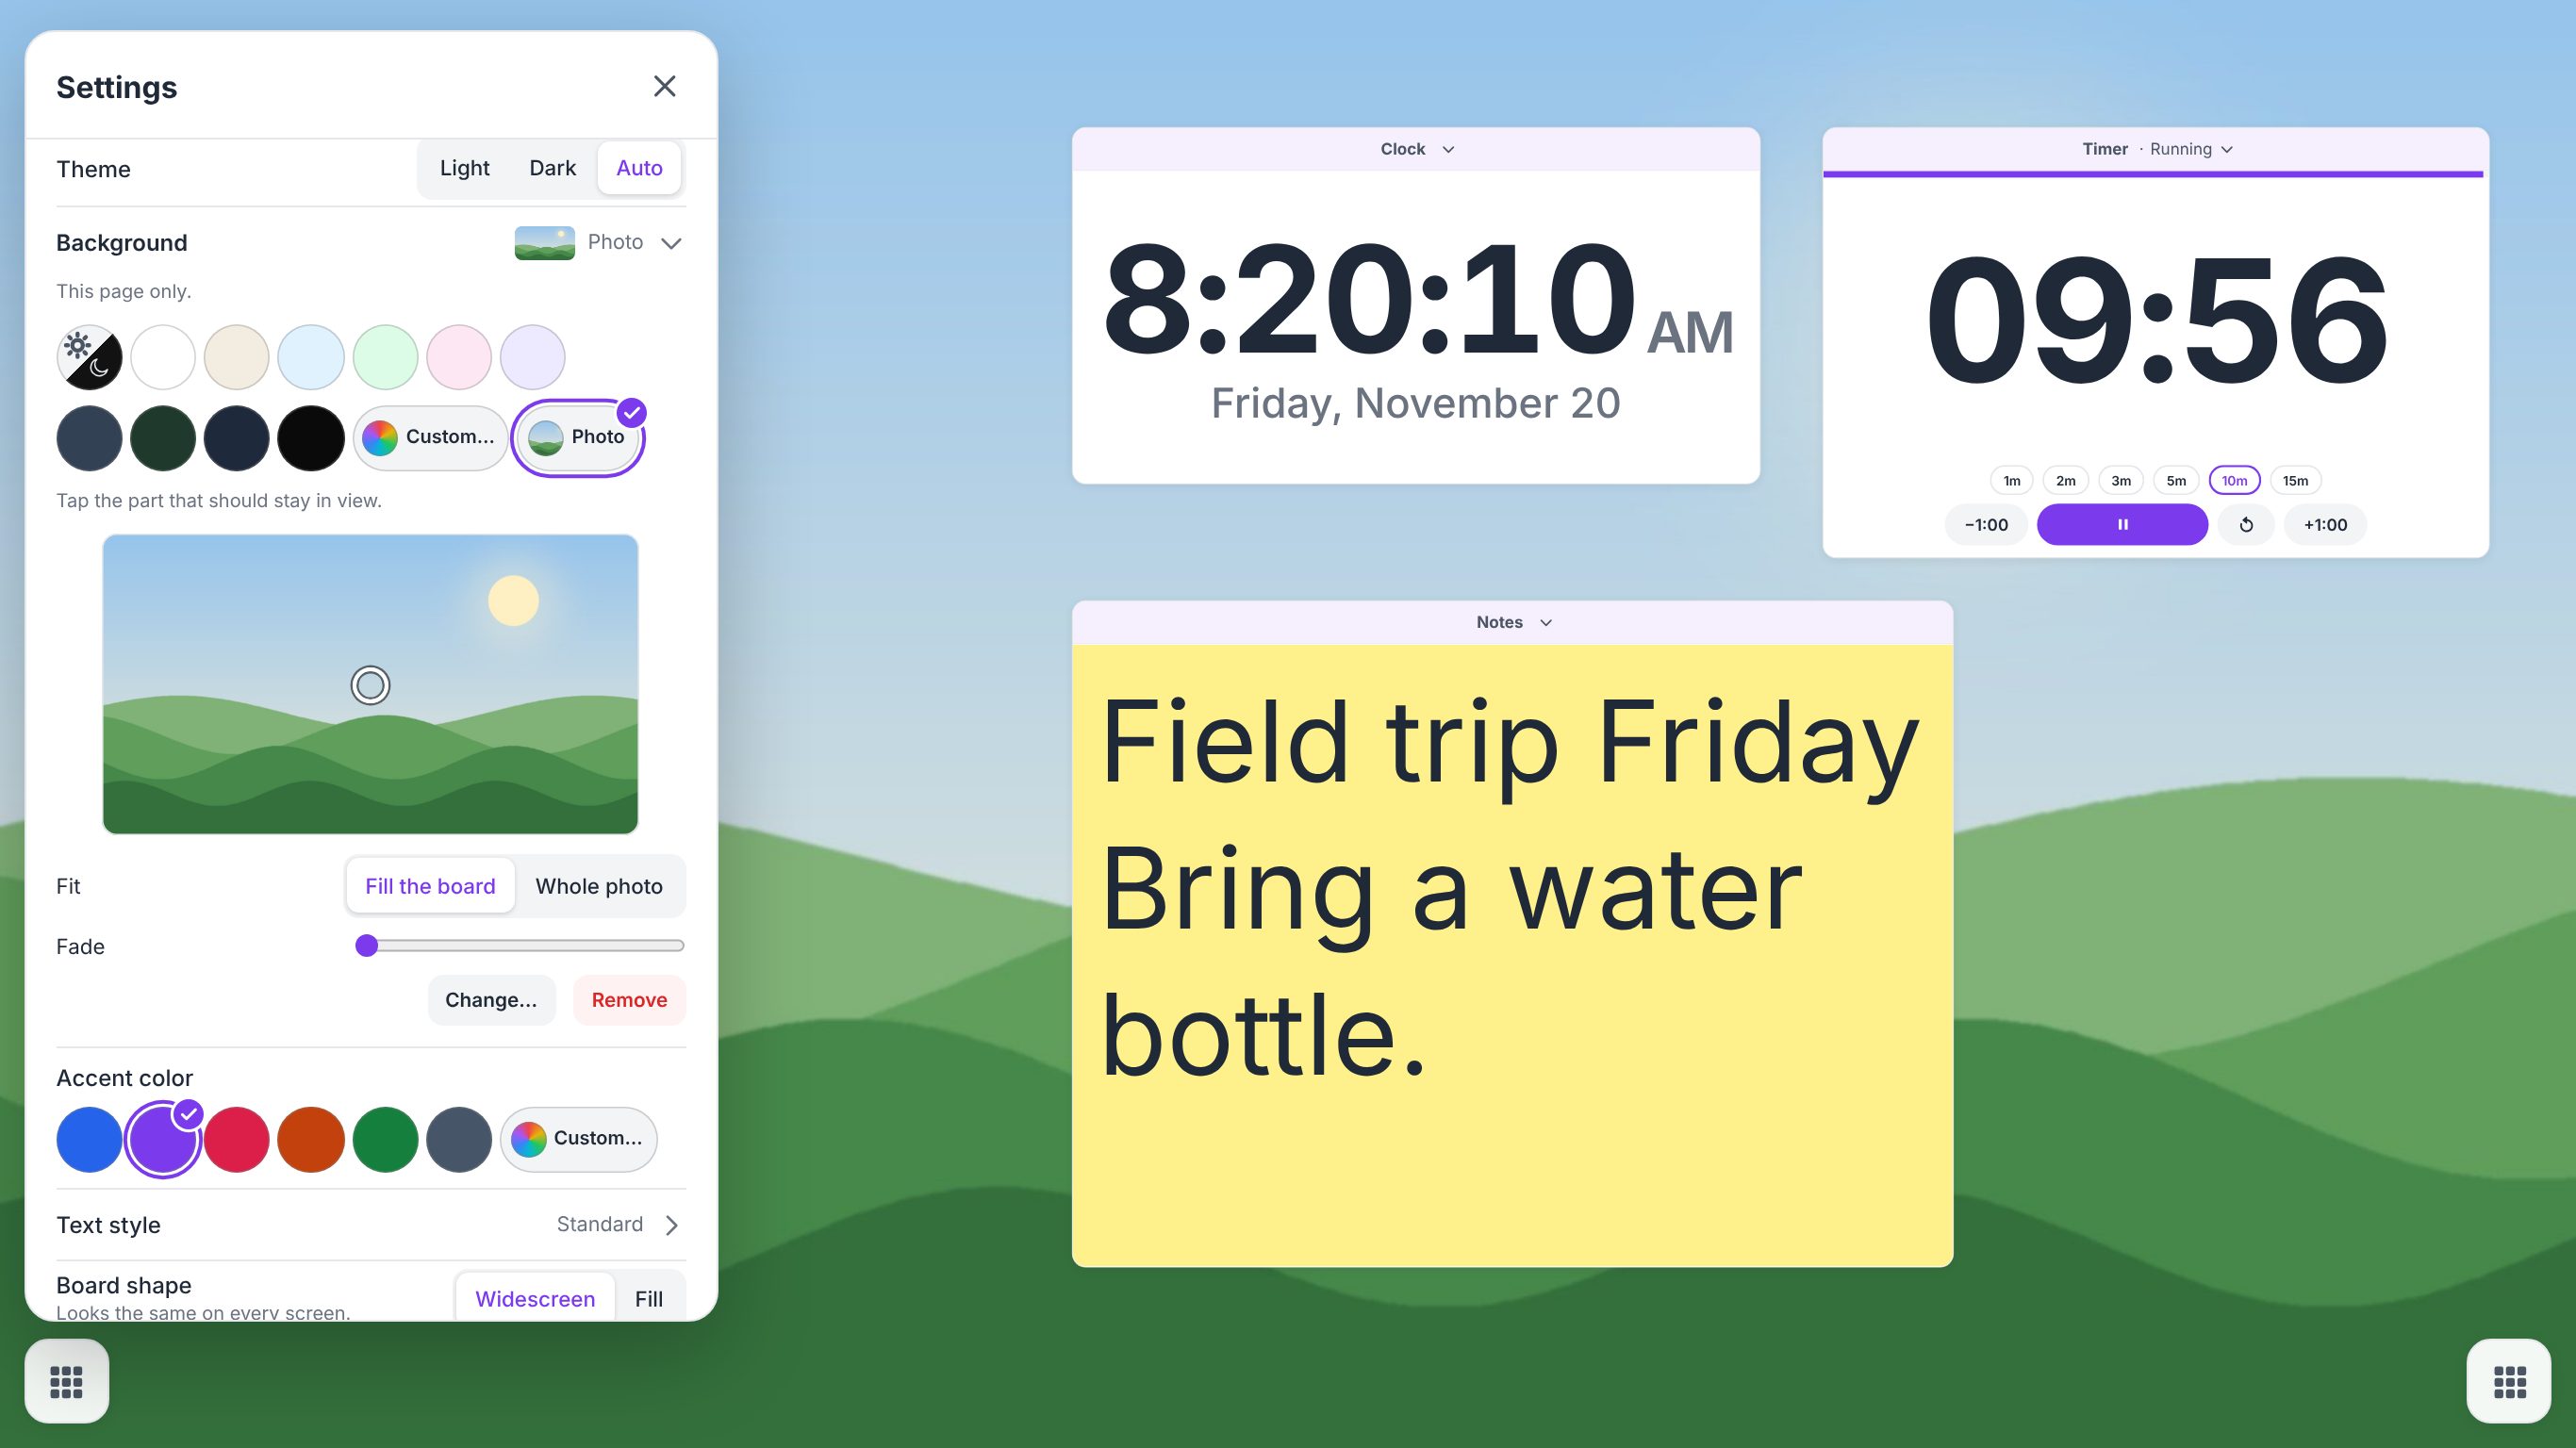 Settings
Theme
Light
Dark
Auto
Background
Photo
This page only.
Custom...
Photo
Tap the part that should stay in view.
Fit
Fill the board
Whole photo
Fade
Change...
Remove
Accent color
Custom...
Text style
Standard
Board shape
Looks the same on every screen.
Widescreen
Fill
Clock
8:20:10 AM
Friday, November 20
Timer · Running
09:56
1m
2m
3m
5m
10m
15m
−1:00
+1:00
Notes
Field trip Friday
Bring a water
bottle.